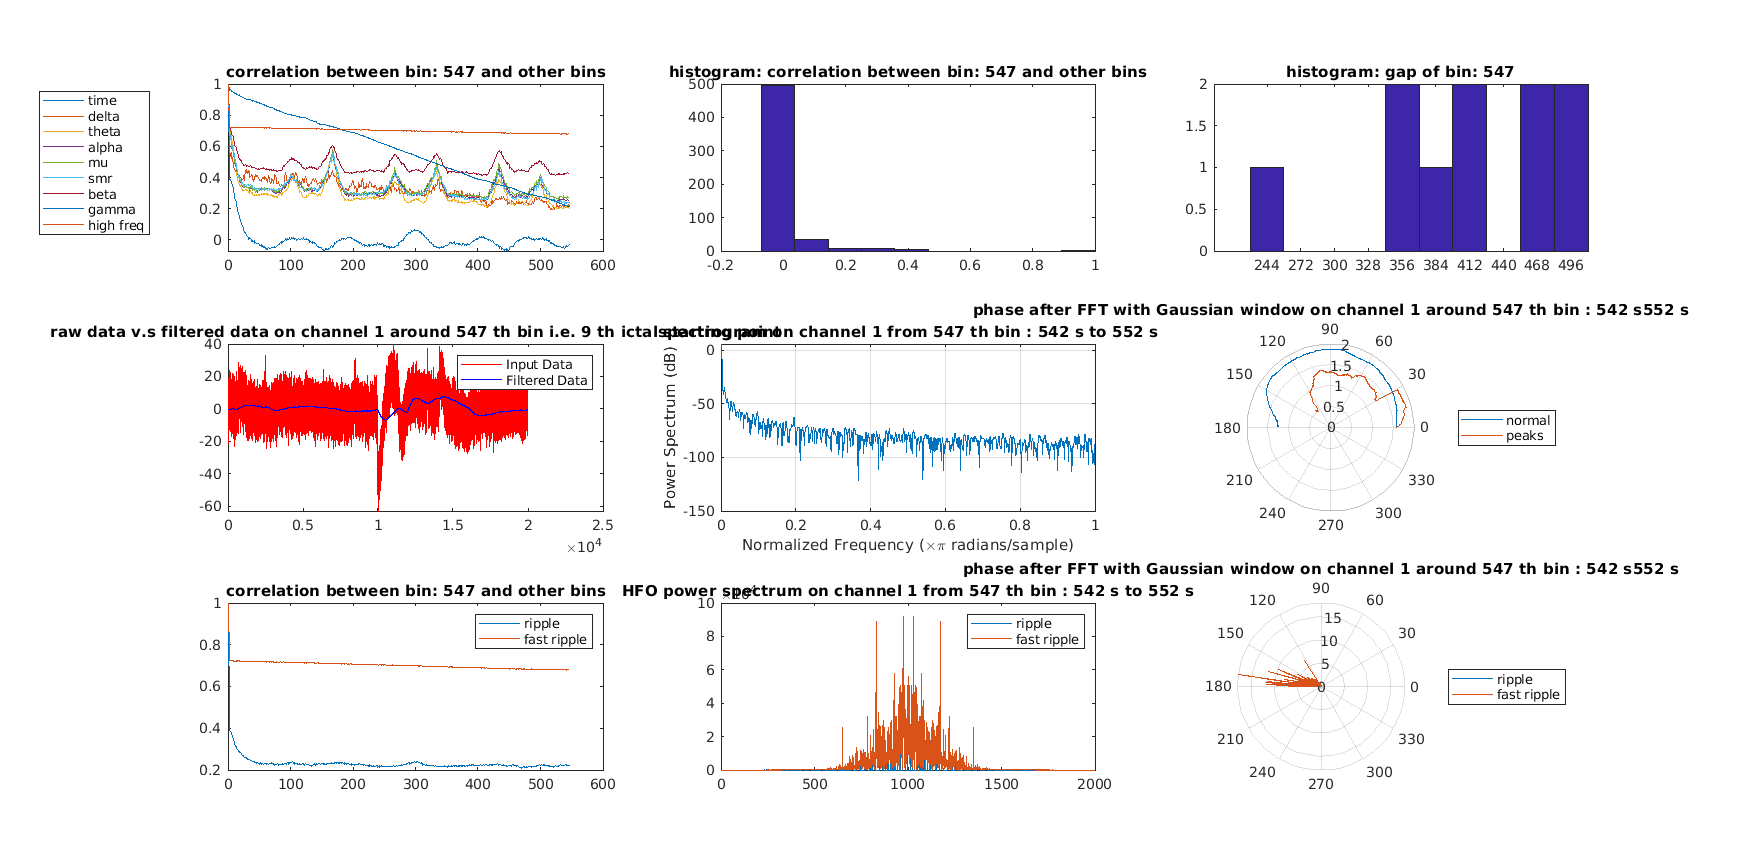 correlation between bin: 547 and other bins
1
0.8
0.6
0.4
0.2
0
0 100 200 300 400 500 600
time
delta
theta
alpha
mu
smr
beta
gamma
high freq
histogram: correlation between bin: 547 and other bins
500
400
300
200
100
0
-0.2 0 0.2 0.4 0.6 0.8 1
histogram: gap of bin: 547
2
1.5
1
0.5
0
244 272 300 328 356 384 412 440 468 496
raw data v.s filtered data on channel 1 around 547 th bin i.e. 9 th ictal starting point
40
20
0
-20
-40
-60
0 0.5 1 1.5 2 2.5
×10⁴
Input Data
Filtered Data
spectrogram on channel 1 from 547 th bin : 542 s to 552 s
Power Spectrum (dB)
0
-50
-100
-150
0 0.2 0.4 0.6 0.8 1
Normalized Frequency (×π radians/sample)
phase after FFT with Gaussian window on channel 1 around 547 th bin : 542 s552 s
90
120 60
150 30
180 0
210 330
240 300
270
2
1.5
1
0.5
0
normal
peaks
correlation between bin: 547 and other bins
1
0.8
0.6
0.4
0.2
0 100 200 300 400 500 600
ripple
fast ripple
HFO power spectrum on channel 1 from 547 th bin : 542 s to 552 s
10
8
6
4
2
0
0 500 1000 1500 2000
ripple
fast ripple
phase after FFT with Gaussian window on channel 1 around 547 th bin : 542 s552 s
90
120 60
150 30
180 0
210 330
240 300
270
15
10
5
0
ripple
fast ripple